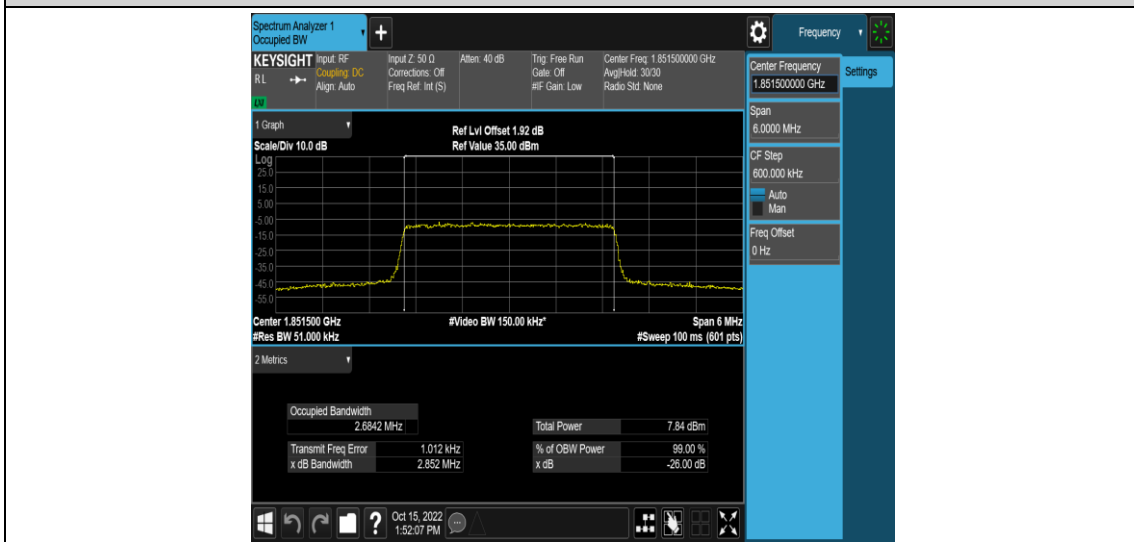 Spectrum Analyzer 1
Occupied BW
+
Frequency
KEYSIGHT
RL
Input: RF
Coupling: DC
Align: Auto
Input Z: 50 Ω
Corrections: Off
Freq Ref: Int (S)
Atten: 40 dB
Trig: Free Run
Gate: Off
#IF Gain: Low
Center Freq: 1.851500000 GHz
Avg|Hold: 30/30
Radio Std: None
Center Frequency
1.851500000 GHz
Settings
Span
6.0000 MHz
CF Step
600.000 kHz
Auto
Man
Freq Offset
0 Hz
1 Graph
Scale/Div 10.0 dB
Ref Lvl Offset 1.92 dB
Ref Value 35.00 dBm
Log
25.0
15.0
5.00
-5.00
-15.0
-25.0
-35.0
-45.0
-55.0
Center 1.851500 GHz
#Video BW 150.00 kHz*
Span 6 MHz
#Res BW 51.000 kHz
#Sweep 100 ms (601 pts)
2 Metrics
Occupied Bandwidth
2.6842 MHz
Total Power 7.84 dBm
Transmit Freq Error 1.012 kHz
% of OBW Power 99.00 %
x dB Bandwidth 2.852 MHz
x dB -26.00 dB
?
Oct 15, 2022
1:52:07 PM